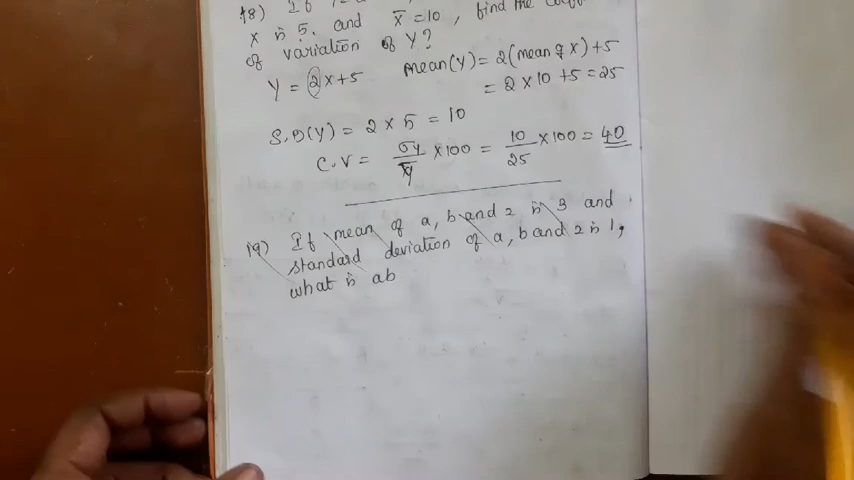 18) If
x is 5. and x̄ = 10, find the coeff
of variation of Y?
Y = 2x+5 mean(Y) = 2(mean of x)+5
= 2 × 10 +5 = 25
S.D(Y) = 2 × 5 = 10
C.V = σy/ȳ ×100 = 10/25 ×100 = 40
19) If mean of a, b and 2 is 3 and
standard deviation of a, b and 2 is 1,
what is ab